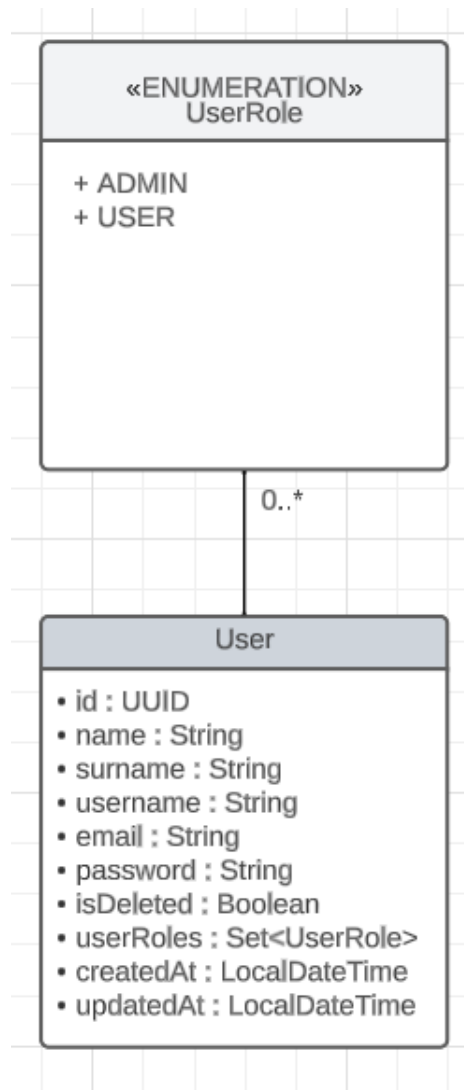 «ENUMERATION»
UserRole
+ ADMIN
+ USER
0..*
User
• id : UUID
• name : String
• surname : String
• username : String
• email : String
• password : String
• isDeleted : Boolean
• userRoles : Set<UserRole>
• createdAt : LocalDateTime
• updatedAt : LocalDateTime